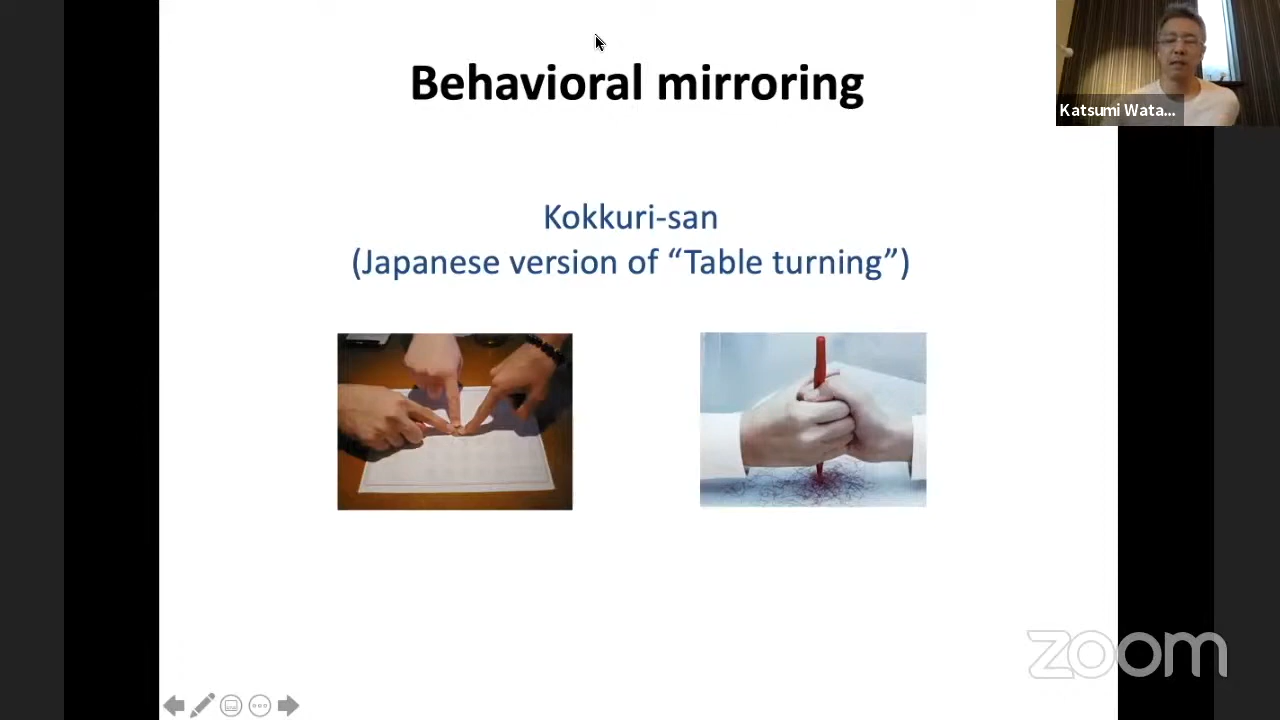 Behavioral mirroring
Katsumi Wata...
Kokkuri-san
(Japanese version of “Table turning”)
zoom